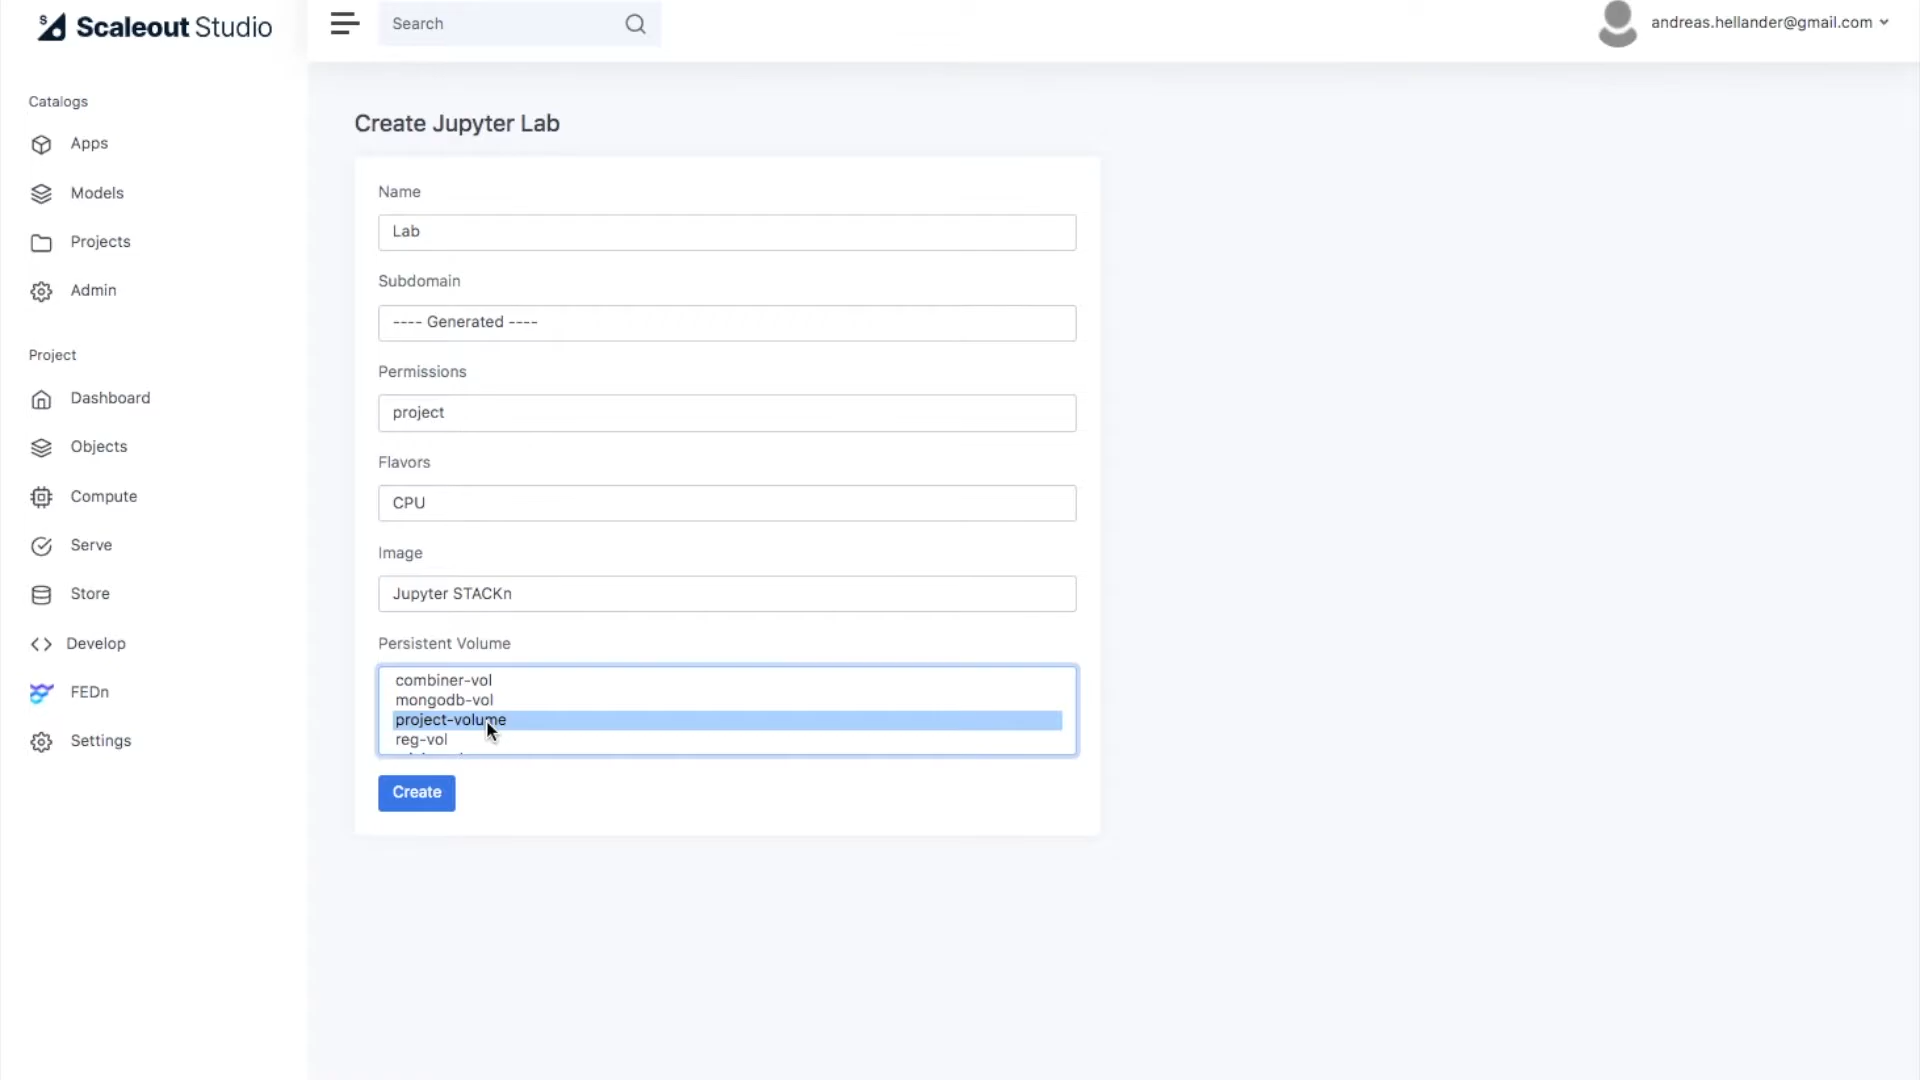 Scaleout Studio
Search
andreas.hellander@gmail.com
Catalogs
Apps
Models
Projects
Admin
Project
Dashboard
Objects
Compute
Serve
Store
Develop
FEDn
Settings
Create Jupyter Lab
Name
Lab
Subdomain
---- Generated ----
Permissions
project
Flavors
CPU
Image
Jupyter STACKn
Persistent Volume
combiner-vol
mongodb-vol
project-volume
reg-vol
Create